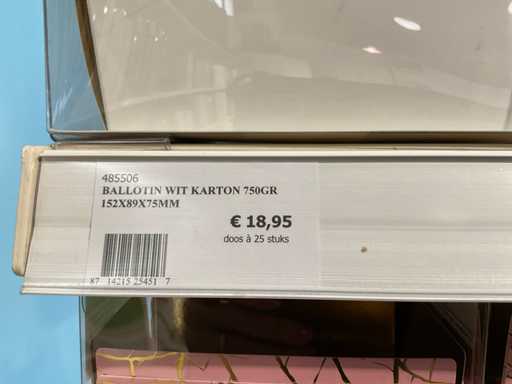 485506
BALLOTIN WIT KARTON 750GR
152X89X75MM
€ 18,95
doos à 25 stuks
87 14215 25451 7